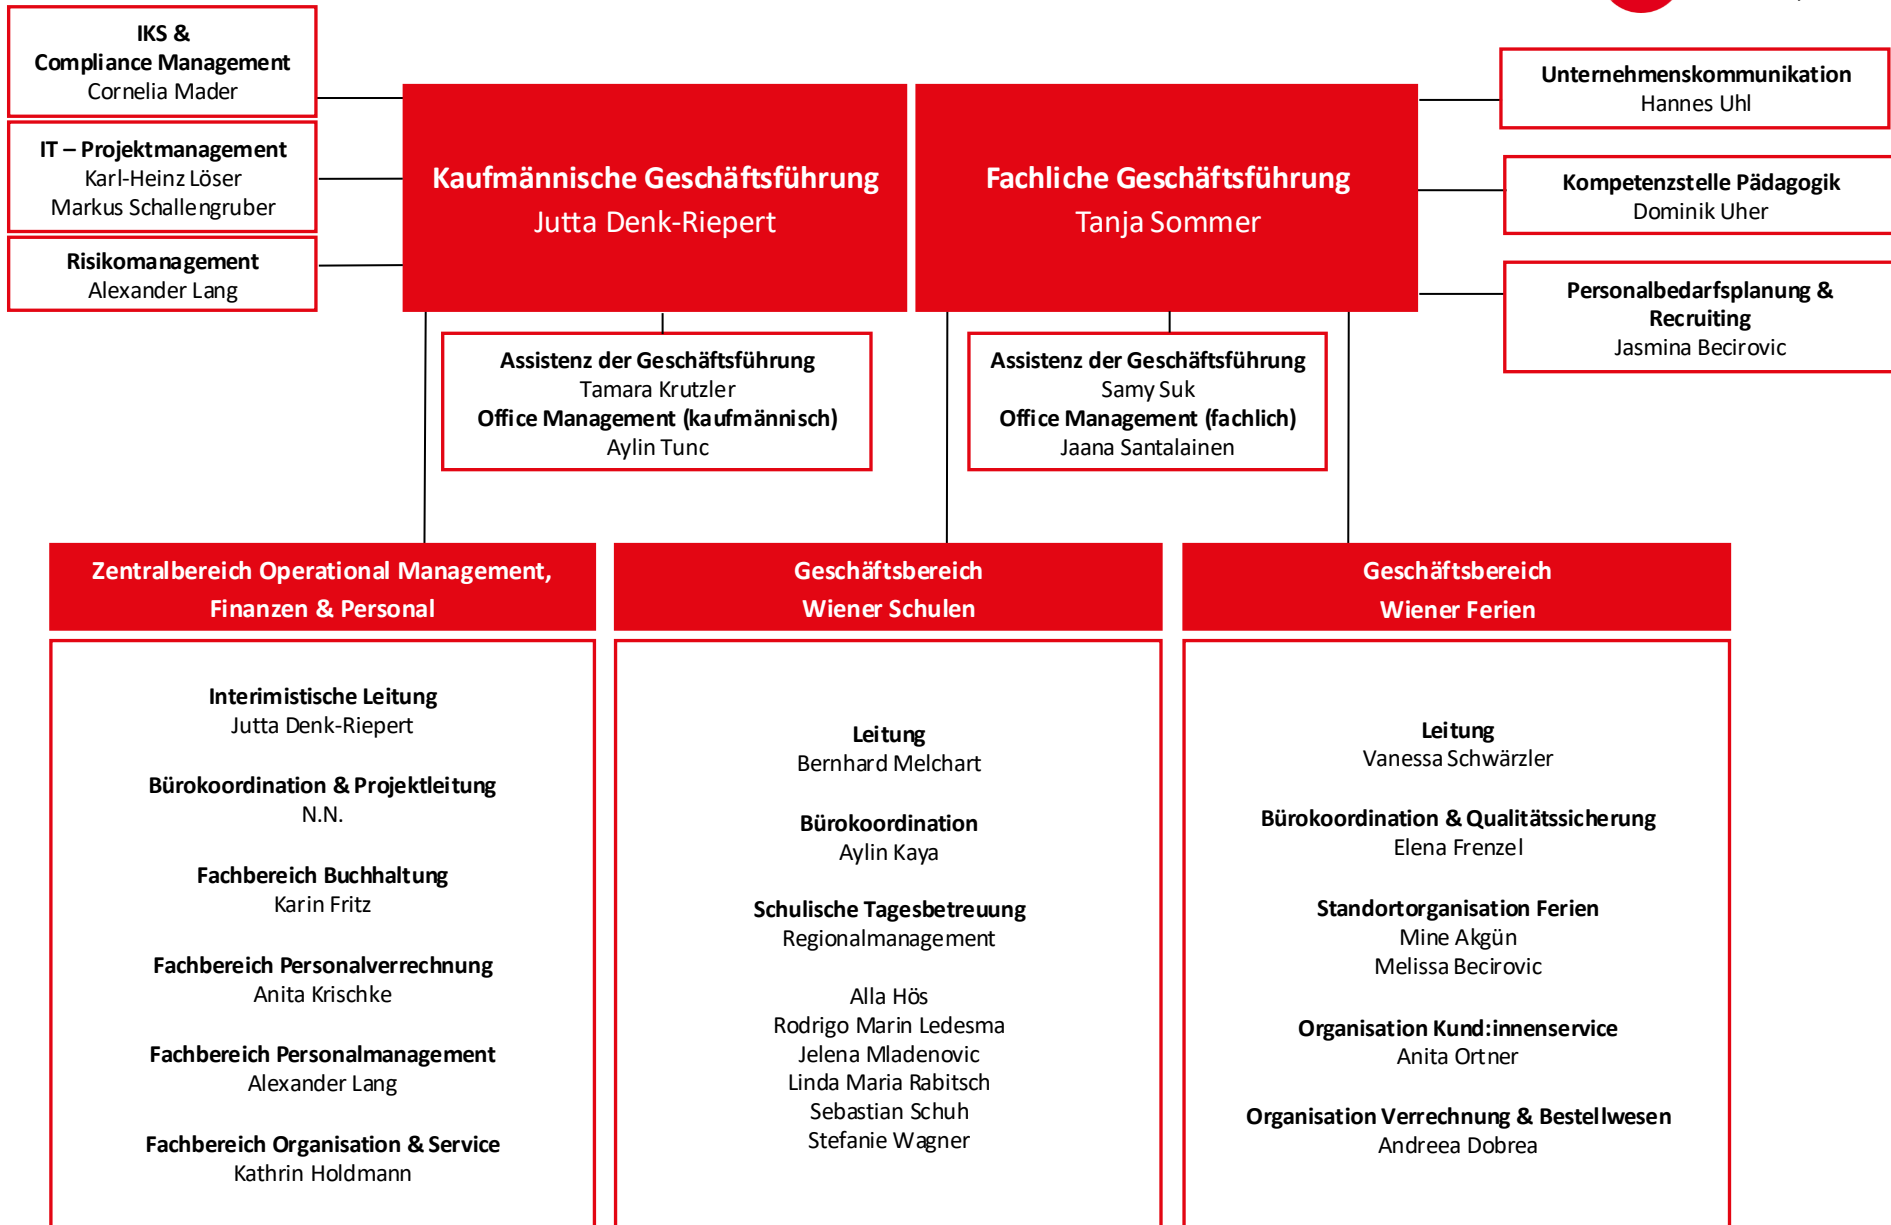 IKS &
Compliance Management
Cornelia Mader
IT – Projektmanagement
Karl-Heinz Löser
Markus Schallengruber
Risikomanagement
Alexander Lang
Kaufmännische Geschäftsführung
Jutta Denk-Riepert
Fachliche Geschäftsführung
Tanja Sommer
Unternehmenskommunikation
Hannes Uhl
Kompetenzstelle Pädagogik
Dominik Uher
Personalbedarfsplanung &
Recruiting
Jasmina Becirovic
Assistenz der Geschäftsführung
Tamara Krutzler
Office Management (kaufmännisch)
Aylin Tunc
Assistenz der Geschäftsführung
Samy Suk
Office Management (fachlich)
Jaana Santalainen
Zentralbereich Operational Management,
Finanzen & Personal
Interimistische Leitung
Jutta Denk-Riepert
Bürokoordination & Projektleitung
N.N.
Fachbereich Buchhaltung
Karin Fritz
Fachbereich Personalverrechnung
Anita Krischke
Fachbereich Personalmanagement
Alexander Lang
Fachbereich Organisation & Service
Kathrin Holdmann
Geschäftsbereich
Wiener Schulen
Leitung
Bernhard Melchart
Bürokoordination
Aylin Kaya
Schulische Tagesbetreuung
Regionalmanagement
Alla Hös
Rodrigo Marin Ledesma
Jelena Mladenovic
Linda Maria Rabitsch
Sebastian Schuh
Stefanie Wagner
Geschäftsbereich
Wiener Ferien
Leitung
Vanessa Schwärzler
Bürokoordination & Qualitätssicherung
Elena Frenzel
Standortorganisation Ferien
Mine Akgün
Melissa Becirovic
Organisation Kund:innenservice
Anita Ortner
Organisation Verrechnung & Bestellwesen
Andreea Dobrea